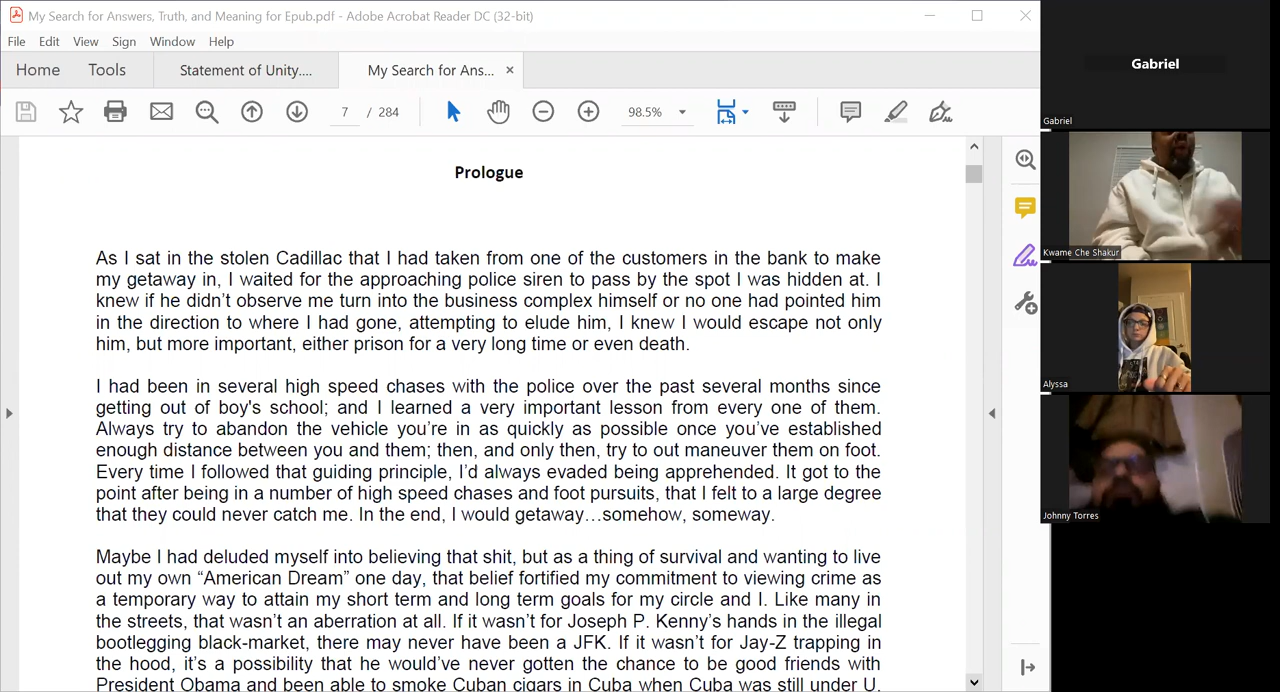 My Search for Answers, Truth, and Meaning for Epub.pdf - Adobe Acrobat Reader DC (32-bit)
File Edit View Sign Window Help
Home Tools Statement of Unity.... My Search for Ans... ×
7 / 284 98.5%
Prologue
As I sat in the stolen Cadillac that I had taken from one of the customers in the bank to make
my getaway in, I waited for the approaching police siren to pass by the spot I was hidden at. I
knew if he didn't observe me turn into the business complex himself or no one had pointed him
in the direction to where I had gone, attempting to elude him, I knew I would escape not only
him, but more important, either prison for a very long time or even death.
I had been in several high speed chases with the police over the past several months since
getting out of boy's school; and I learned a very important lesson from every one of them.
Always try to abandon the vehicle you're in as quickly as possible once you've established
enough distance between you and them; then, and only then, try to out maneuver them on foot.
Every time I followed that guiding principle, I'd always evaded being apprehended. It got to the
point after being in a number of high speed chases and foot pursuits, that I felt to a large degree
that they could never catch me. In the end, I would getaway…somehow, someway.
Maybe I had deluded myself into believing that shit, but as a thing of survival and wanting to live
out my own “American Dream” one day, that belief fortified my commitment to viewing crime as
a temporary way to attain my short term and long term goals for my circle and I. Like many in
the streets, that wasn't an aberration at all. If it wasn't for Joseph P. Kenny's hands in the illegal
bootlegging black-market, there may never have been a JFK. If it wasn't for Jay-Z trapping in
the hood, it's a possibility that he would've never gotten the chance to be good friends with
President Obama and been able to smoke Cuban cigars in Cuba when Cuba was still under U.
Gabriel
Gabriel
Kwame Che Shakur
Alyssa
Johnny Torres